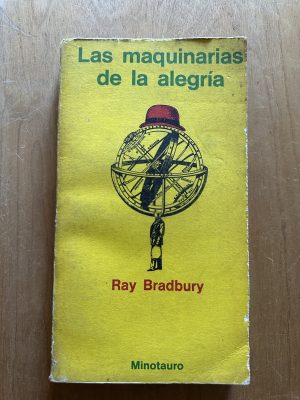 Las maquinarias
de la alegría
Ray Bradbury
Minotauro